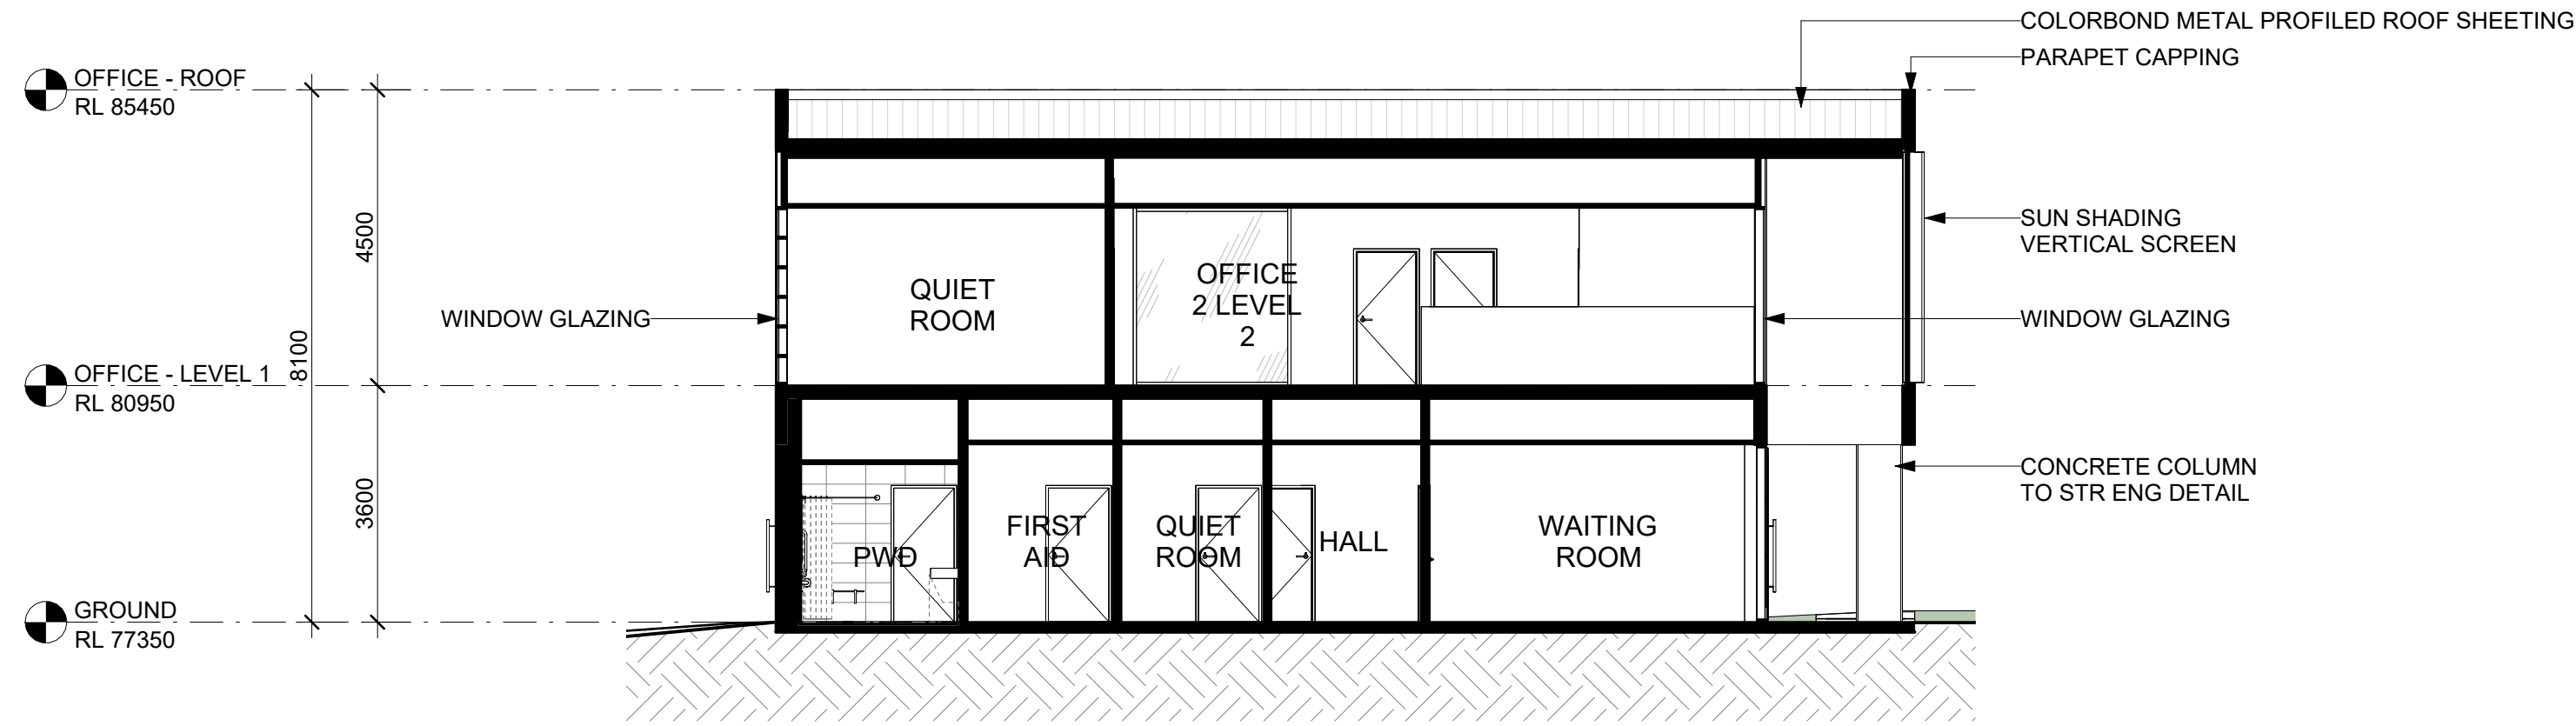 COLORBOND METAL PROFILED ROOF SHEETING
PARAPET CAPPING
OFFICE - ROOF
RL 85450
4500
SUN SHADING
VERTICAL SCREEN
QUIET
ROOM
OFFICE
2 LEVEL
2
WINDOW GLAZING
WINDOW GLAZING
8100
OFFICE - LEVEL 1
RL 80950
3600
CONCRETE COLUMN
TO STR ENG DETAIL
PWD
FIRST
AID
QUIET
ROOM
HALL
WAITING
ROOM
GROUND
RL 77350